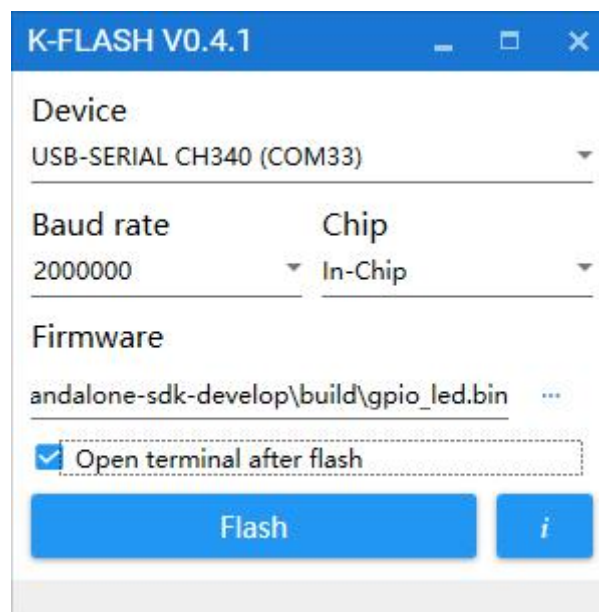 K-FLASH V0.4.1
Device
USB-SERIAL CH340 (COM33)
Baud rate Chip
2000000 In-Chip
Firmware
andalone-sdk-develop\build\gpio_led.bin ...
Open terminal after flash
Flash i